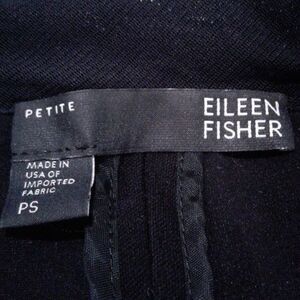 PETITE
EILEEN
FISHER
MADE IN
USA OF
IMPORTED
FABRIC
PS